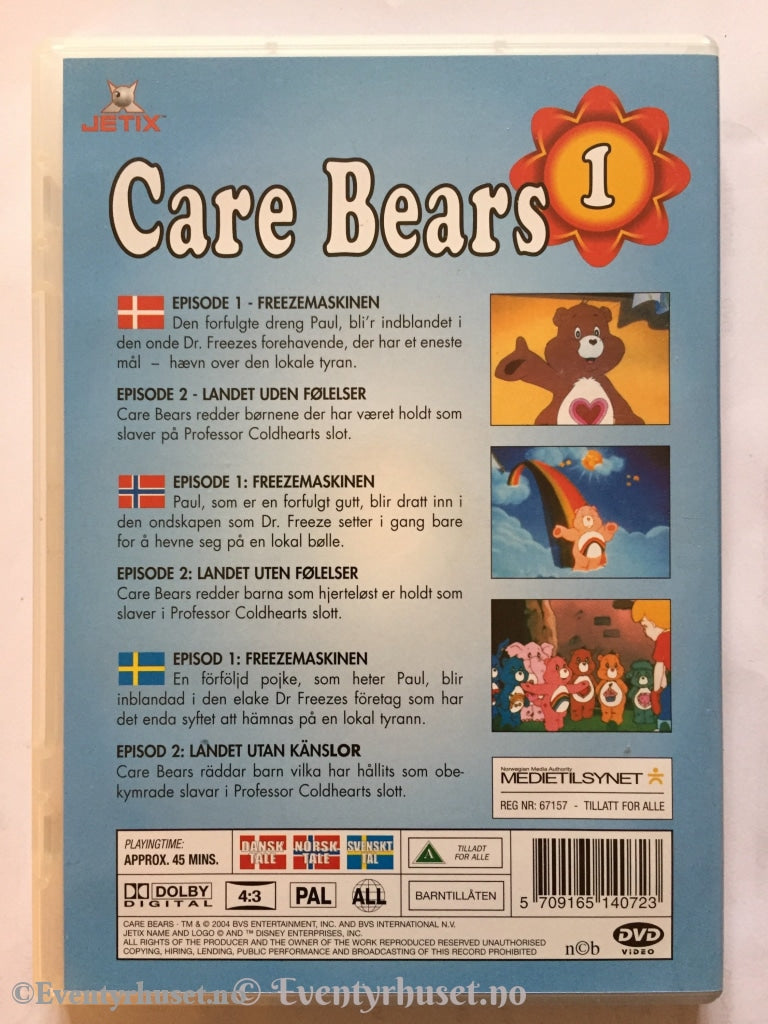 JETIX™
Care Bears
1
EPISODE 1 - FREEZEMASKINEN
Den forfulgte dreng Paul, bli'r indblandet i
den onde Dr. Freezes forehavende, der har et eneste
mål – hævn over den lokale tyran.
EPISODE 2 - LANDET UDEN FØLELSER
Care Bears redder børnene der har været holdt som
slaver på Professor Coldhearts slot.
EPISODE 1: FREEZEMASKINEN
Paul, som er en forfulgt gutt, blir dratt inn i
den ondskapen som Dr. Freeze setter i gang bare
for å hevne seg på en lokal bølle.
EPISODE 2: LANDET UTEN FØLELSER
Care Bears redder barna som hjerteløst er holdt som
slaver i Professor Coldhearts slott.
EPISOD 1: FREEZEMASKINEN
En förföljd pojke, som heter Paul, blir
inblandad i den elake Dr Freezes företag som har
det enda syftet att hämnas på en lokal tyrann.
EPISOD 2: LANDET UTAN KÄNSLOR
Care Bears räddar barn vilka har hållits som obe-
kymrade slavar i Professor Coldhearts slott.
Norwegian Media Authority
MEDIETILSYNET
REG NR: 67157 - TILLATT FOR ALLE
PLAYINGTIME:
APPROX. 45 MINS.
DANSK TALE
NORSK TALE
SVENSKT TAL
A
TILLADT
FOR ALLE
DOLBY
DIGITAL
4:3
PAL
ALL
BARNTILLÅTEN
5 709165 140723
CARE BEARS · TM & © 2004 BVS ENTERTAINMENT, INC. AND BVS INTERNATIONAL N.V.
JETIX NAME AND LOGO © AND ™ DISNEY ENTERPRISES, INC.
ALL RIGHTS OF THE PRODUCER AND THE OWNER OF THE WORK REPRODUCED RESERVED UNAUTHORISED
COPYING, HIRING, LENDING, PUBLIC PERFORMANCE AND BROADCASTING OF THIS RECORD PROHIBITED
n©b
DVD
VIDEO
©Eventyrhuset.no © Eventyrhuset.no